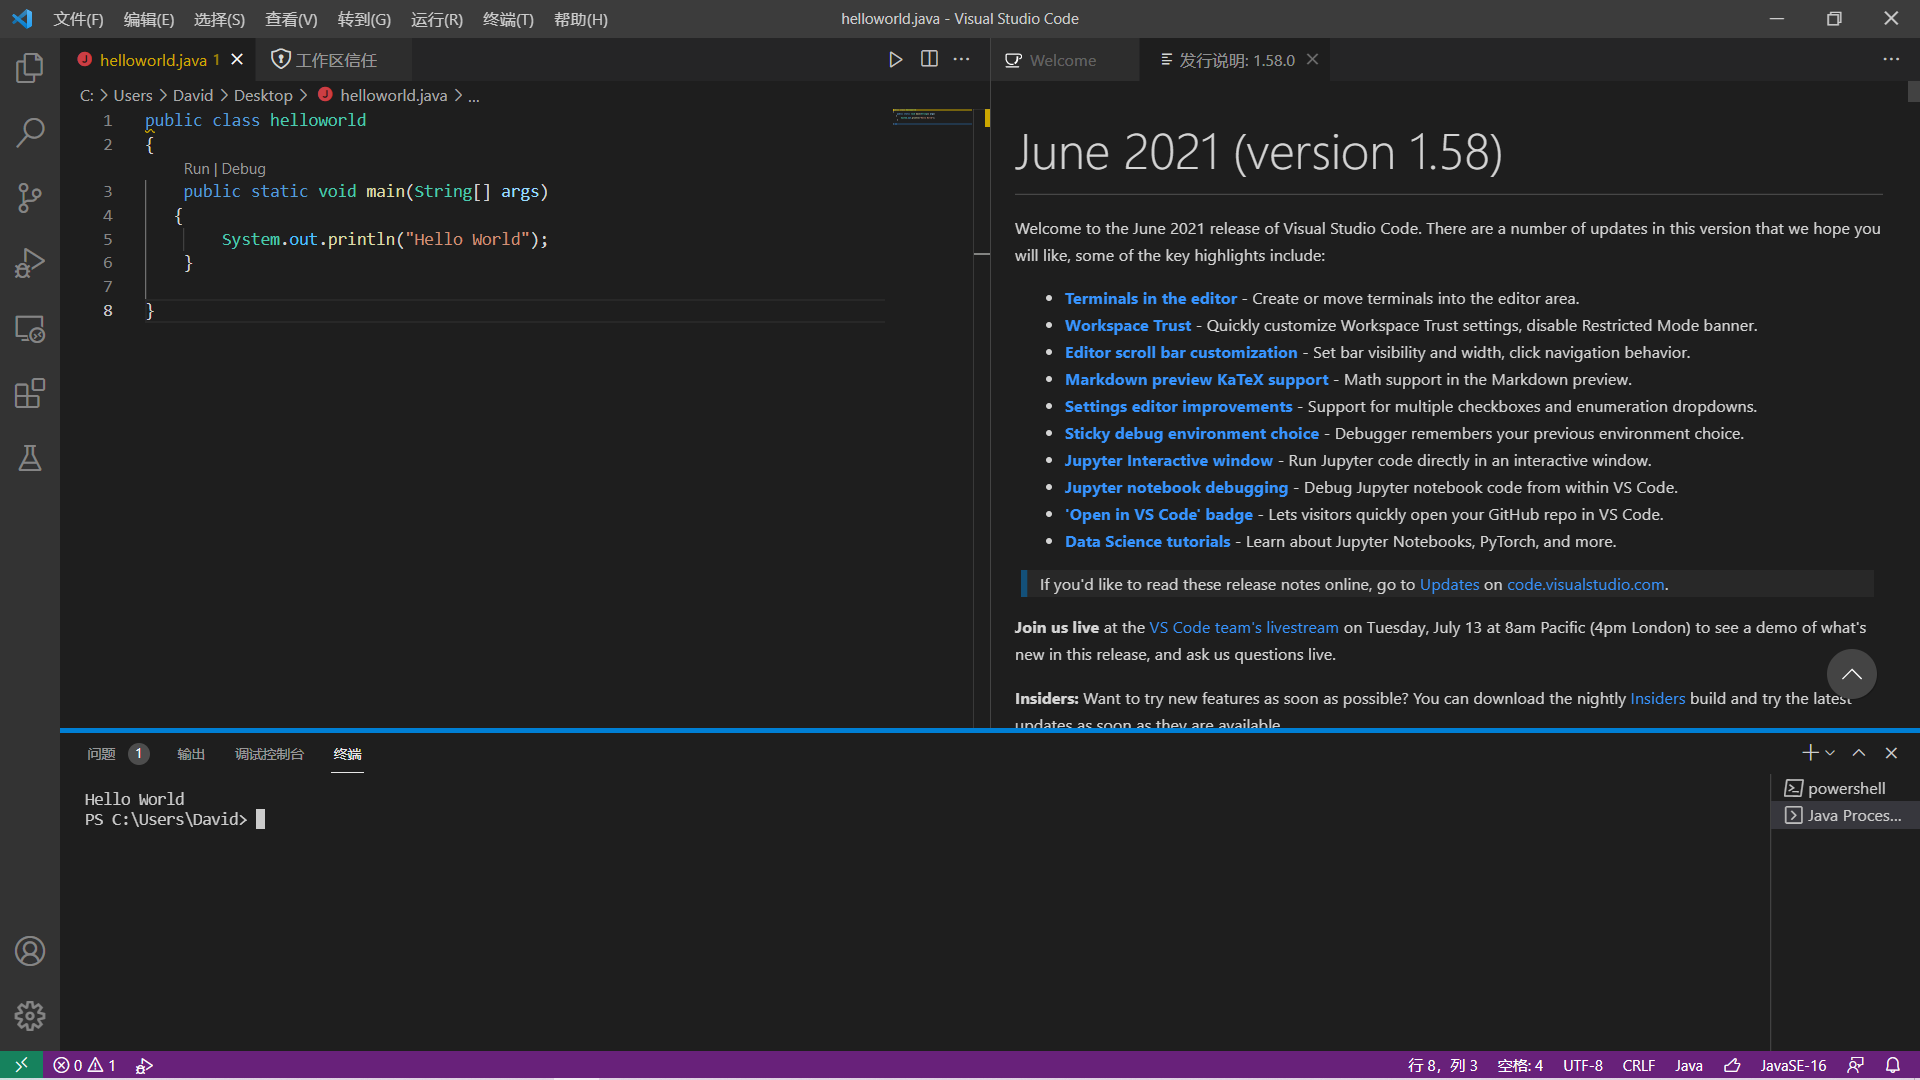 文件(F) 编辑(E) 选择(S) 查看(V) 转到(G) 运行(R) 终端(T) 帮助(H)
helloworld.java - Visual Studio Code
helloworld.java 1
工作区信任
C: > Users > David > Desktop > helloworld.java > ...
1 public class helloworld
2 {
Run | Debug
3 public static void main(String[] args)
4 {
5 System.out.println("Hello World");
6 }
7
8 }
Welcome
发行说明: 1.58.0
June 2021 (version 1.58)
Welcome to the June 2021 release of Visual Studio Code. There are a number of updates in this version that we hope you
will like, some of the key highlights include:
• Terminals in the editor - Create or move terminals into the editor area.
• Workspace Trust - Quickly customize Workspace Trust settings, disable Restricted Mode banner.
• Editor scroll bar customization - Set bar visibility and width, click navigation behavior.
• Markdown preview KaTeX support - Math support in the Markdown preview.
• Settings editor improvements - Support for multiple checkboxes and enumeration dropdowns.
• Sticky debug environment choice - Debugger remembers your previous environment choice.
• Jupyter Interactive window - Run Jupyter code directly in an interactive window.
• Jupyter notebook debugging - Debug Jupyter notebook code from within VS Code.
• 'Open in VS Code' badge - Lets visitors quickly open your GitHub repo in VS Code.
• Data Science tutorials - Learn about Jupyter Notebooks, PyTorch, and more.
If you'd like to read these release notes online, go to Updates on code.visualstudio.com.
Join us live at the VS Code team's livestream on Tuesday, July 13 at 8am Pacific (4pm London) to see a demo of what's
new in this release, and ask us questions live.
Insiders: Want to try new features as soon as possible? You can download the nightly Insiders build and try the latest
updates as soon as they are available.
问题 1 输出 调试控制台 终端
Hello World
PS C:\Users\David>
powershell
Java Proces...
0 1
行 8，列 3 空格: 4 UTF-8 CRLF Java JavaSE-16